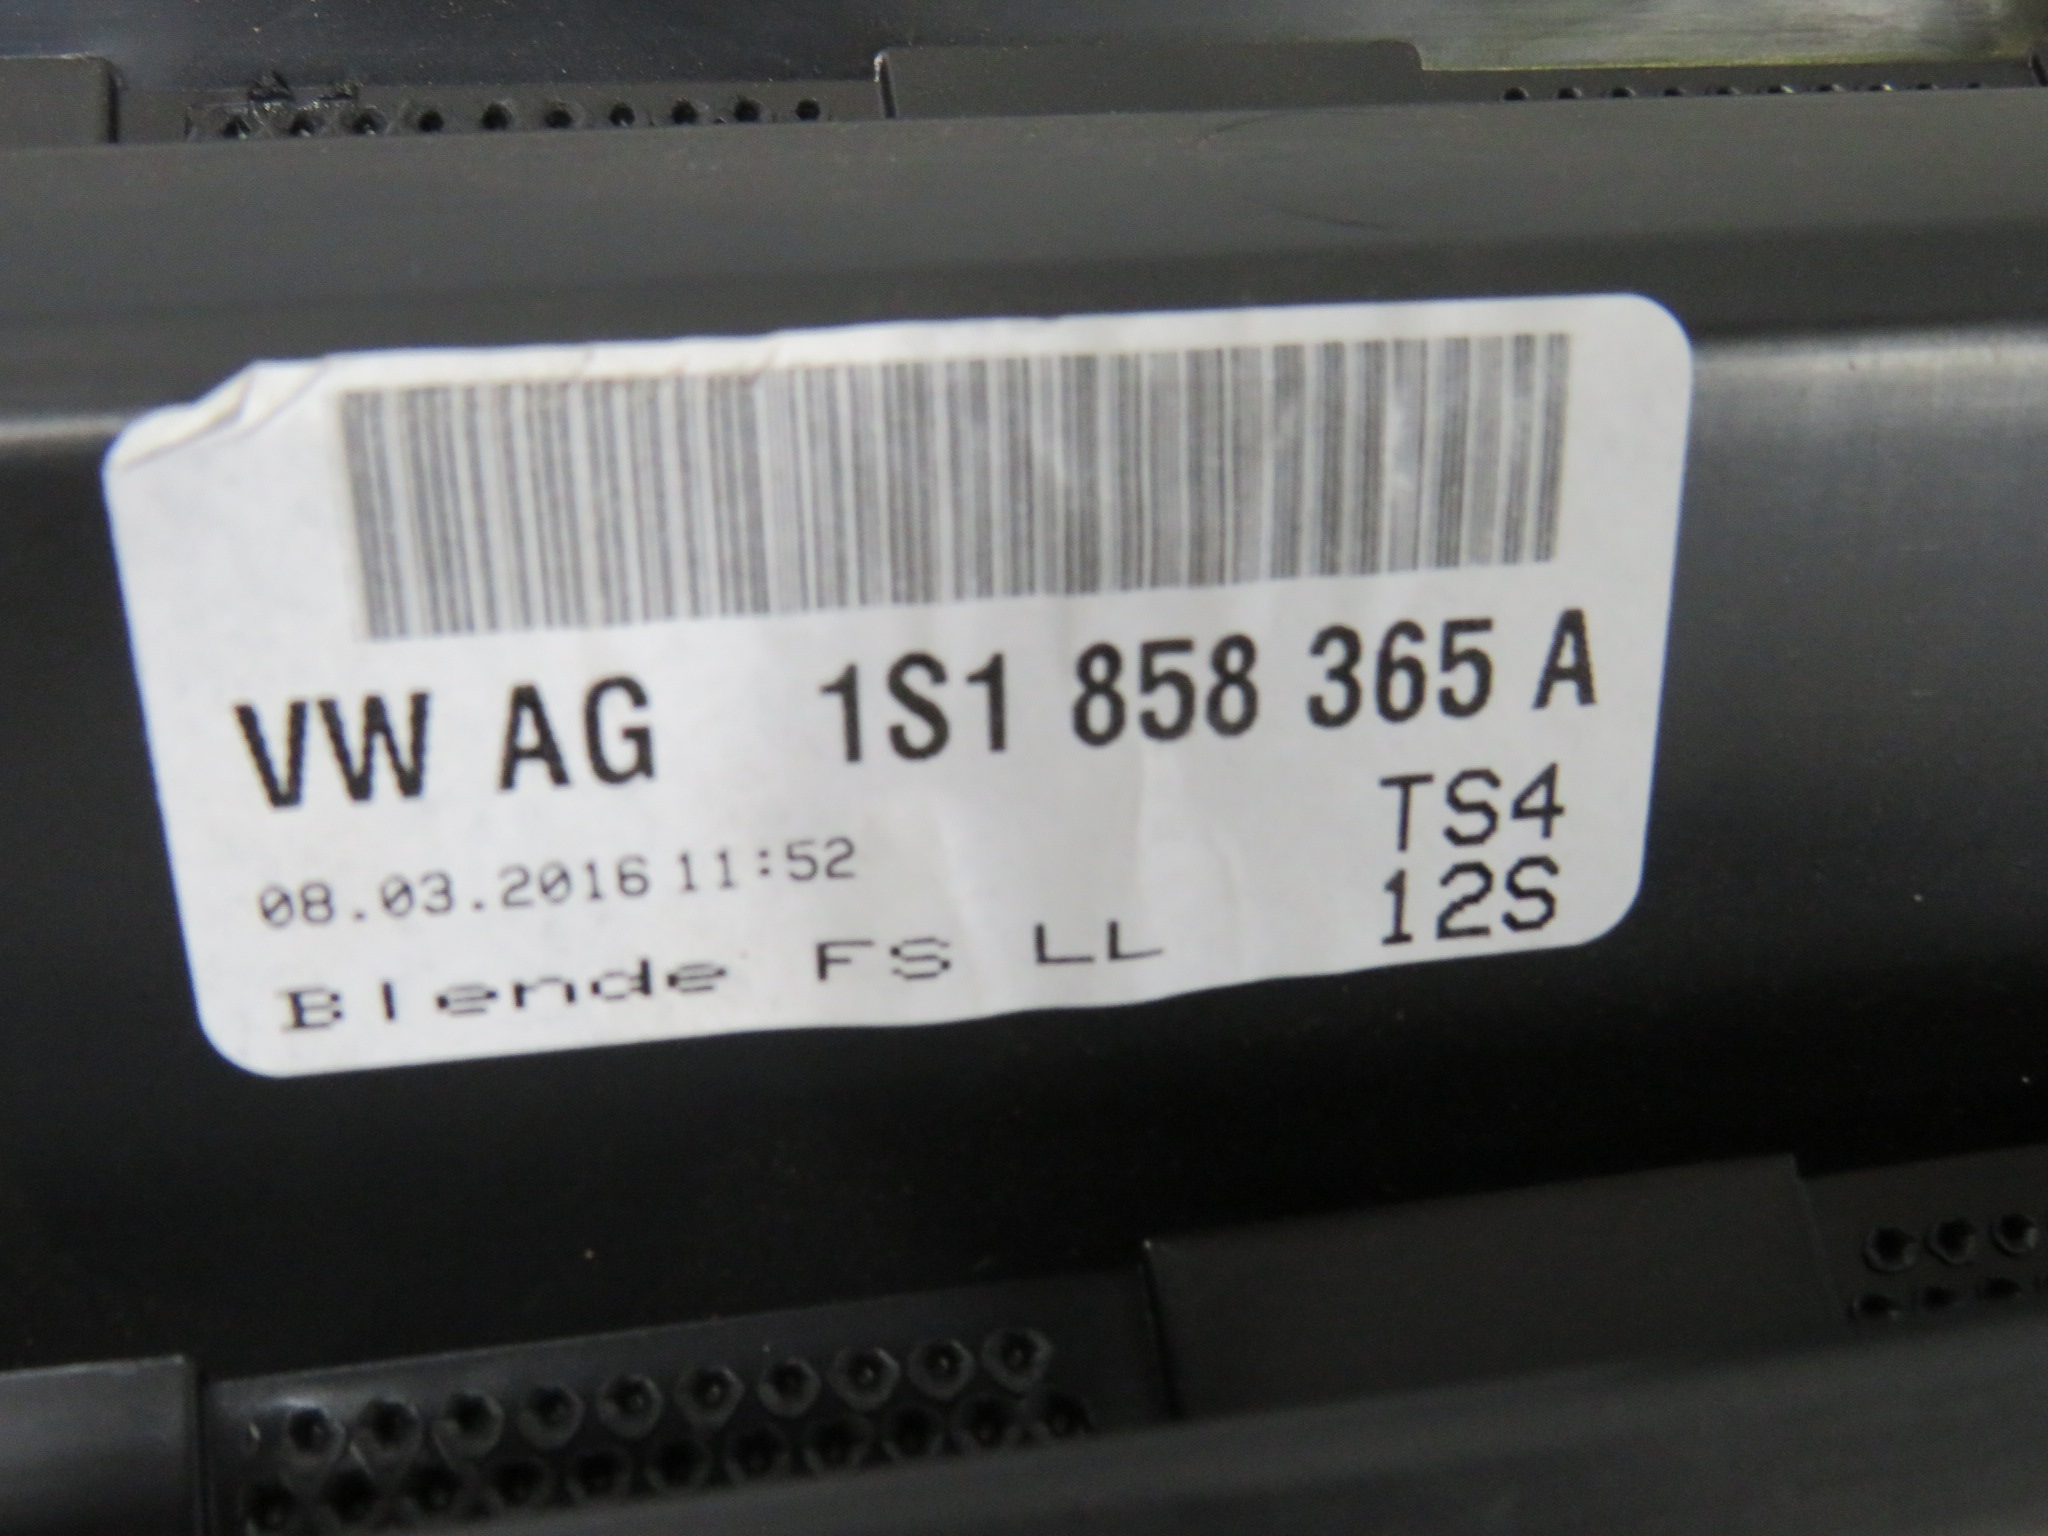 VW AG 1S1 858 365 A
TS4
08.03.2016 11:52
12S
Blende FS LL